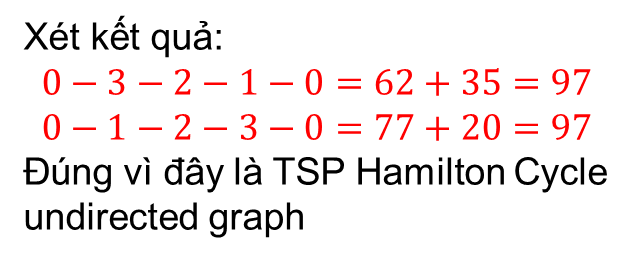 Xét kết quả:
0 − 3 − 2 − 1 − 0 = 62 + 35 = 97
0 − 1 − 2 − 3 − 0 = 77 + 20 = 97
Đúng vì đây là TSP Hamilton Cycle
undirected graph